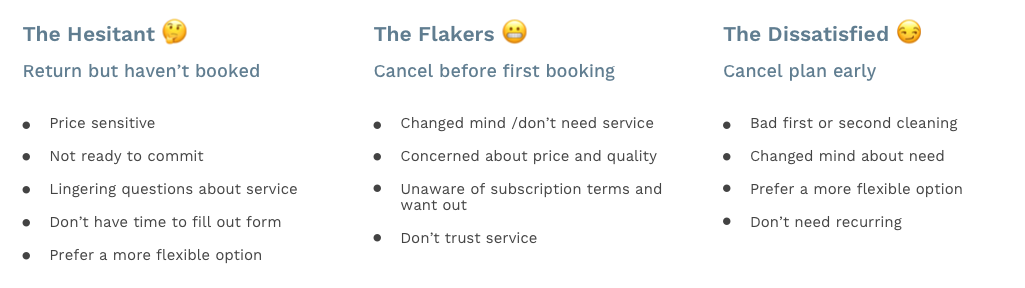 The Hesitant 🤔
Return but haven’t booked
Price sensitive
Not ready to commit
Lingering questions about service
Don’t have time to fill out form
Prefer a more flexible option
The Flakers 😬
Cancel before first booking
Changed mind /don’t need service
Concerned about price and quality
Unaware of subscription terms and
want out
Don’t trust service
The Dissatisfied 😏
Cancel plan early
Bad first or second cleaning
Changed mind about need
Prefer a more flexible option
Don’t need recurring